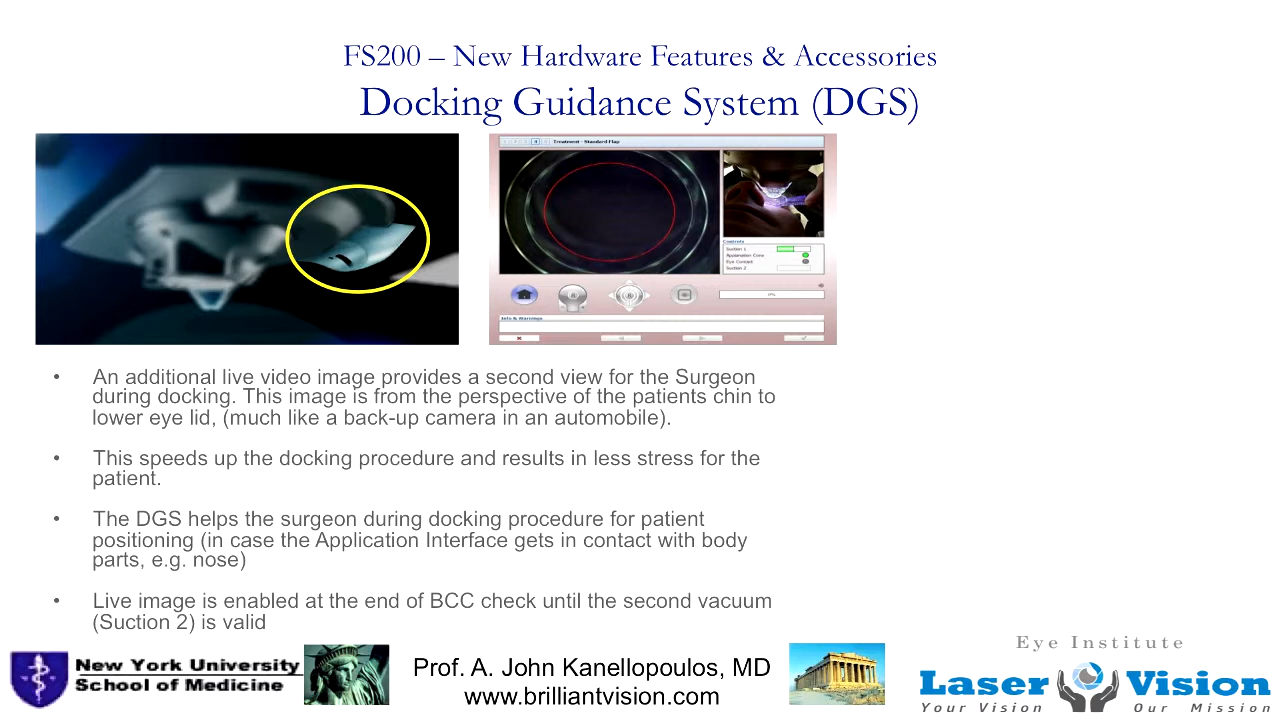 FS200 – New Hardware Features & Accessories
Docking Guidance System (DGS)
Treatment - Standard Flap
Controls
Suction 1
Applanation Cone
Eye Contact
Suction 2
0%
Info & Warnings
• An additional live video image provides a second view for the Surgeon
during docking. This image is from the perspective of the patients chin to
lower eye lid, (much like a back-up camera in an automobile).
• This speeds up the docking procedure and results in less stress for the
patient.
• The DGS helps the surgeon during docking procedure for patient
positioning (in case the Application Interface gets in contact with body
parts, e.g. nose)
• Live image is enabled at the end of BCC check until the second vacuum
(Suction 2) is valid
New York University
School of Medicine
Prof. A. John Kanellopoulos, MD
www.brilliantvision.com
Eye Institute
Laser Vision
Your Vision Our Mission